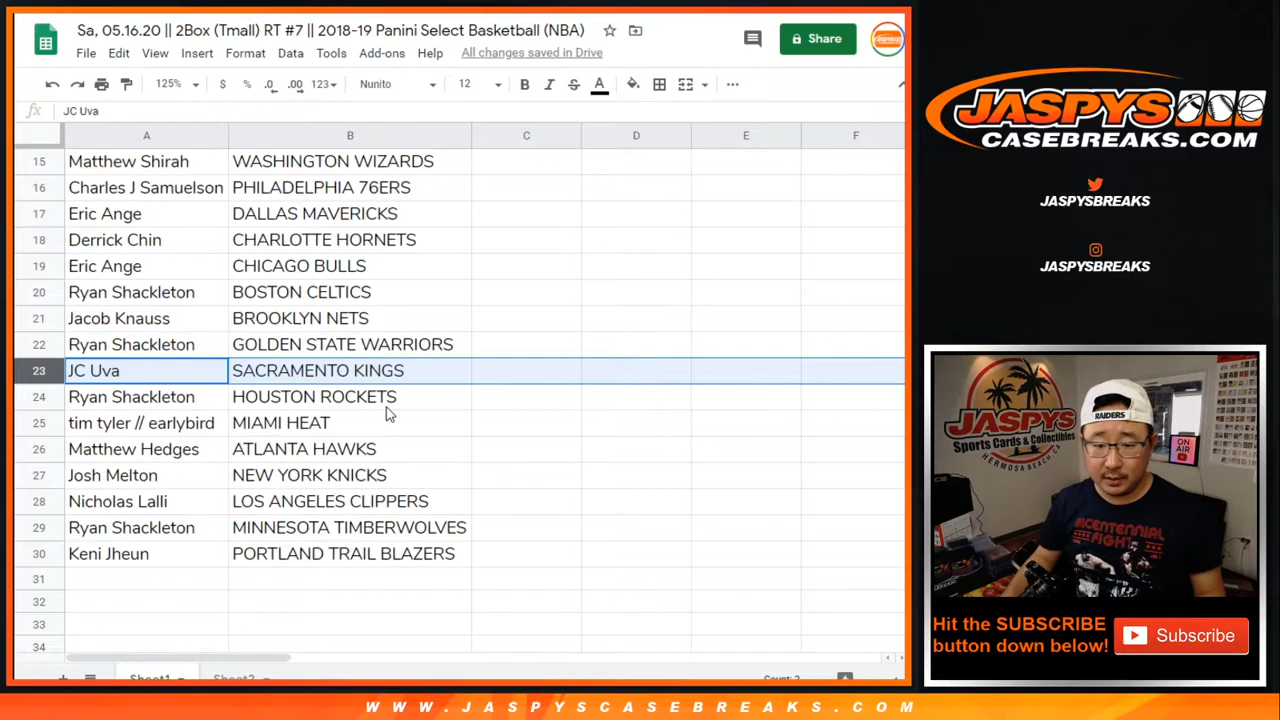 Sa, 05.16.20 || 2Box (Tmall) RT #7 || 2018-19 Panini Select Basketball (NBA)
File Edit View Insert Format Data Tools Add-ons Help All changes saved in Drive
Share
125% $ % .0 .00 123 Nunito 12 B I S A
fx JC Uva
A B C D E F
15 Matthew Shirah WASHINGTON WIZARDS
16 Charles J Samuelson PHILADELPHIA 76ERS
17 Eric Ange DALLAS MAVERICKS
18 Derrick Chin CHARLOTTE HORNETS
19 Eric Ange CHICAGO BULLS
20 Ryan Shackleton BOSTON CELTICS
21 Jacob Knauss BROOKLYN NETS
22 Ryan Shackleton GOLDEN STATE WARRIORS
23 JC Uva SACRAMENTO KINGS
24 Ryan Shackleton HOUSTON ROCKETS
25 tim tyler // earlybird MIAMI HEAT
26 Matthew Hedges ATLANTA HAWKS
27 Josh Melton NEW YORK KNICKS
28 Nicholas Lalli LOS ANGELES CLIPPERS
29 Ryan Shackleton MINNESOTA TIMBERWOLVES
30 Keni Jheun PORTLAND TRAIL BLAZERS
31
32
33
34
Sheet1 Sheet2 Count: 2
JASPYS
CASEBREAKS.COM
JASPYSBREAKS
JASPYSBREAKS
JASPYS
Sports Cards & Collectibles
HERMOSA BEACH, CA
RAIDERS
ON AIR
BICENTENNIAL
FIGHT
Hit the SUBSCRIBE
button down below!
Subscribe
WWW.JASPYSCASEBREAKS.COM